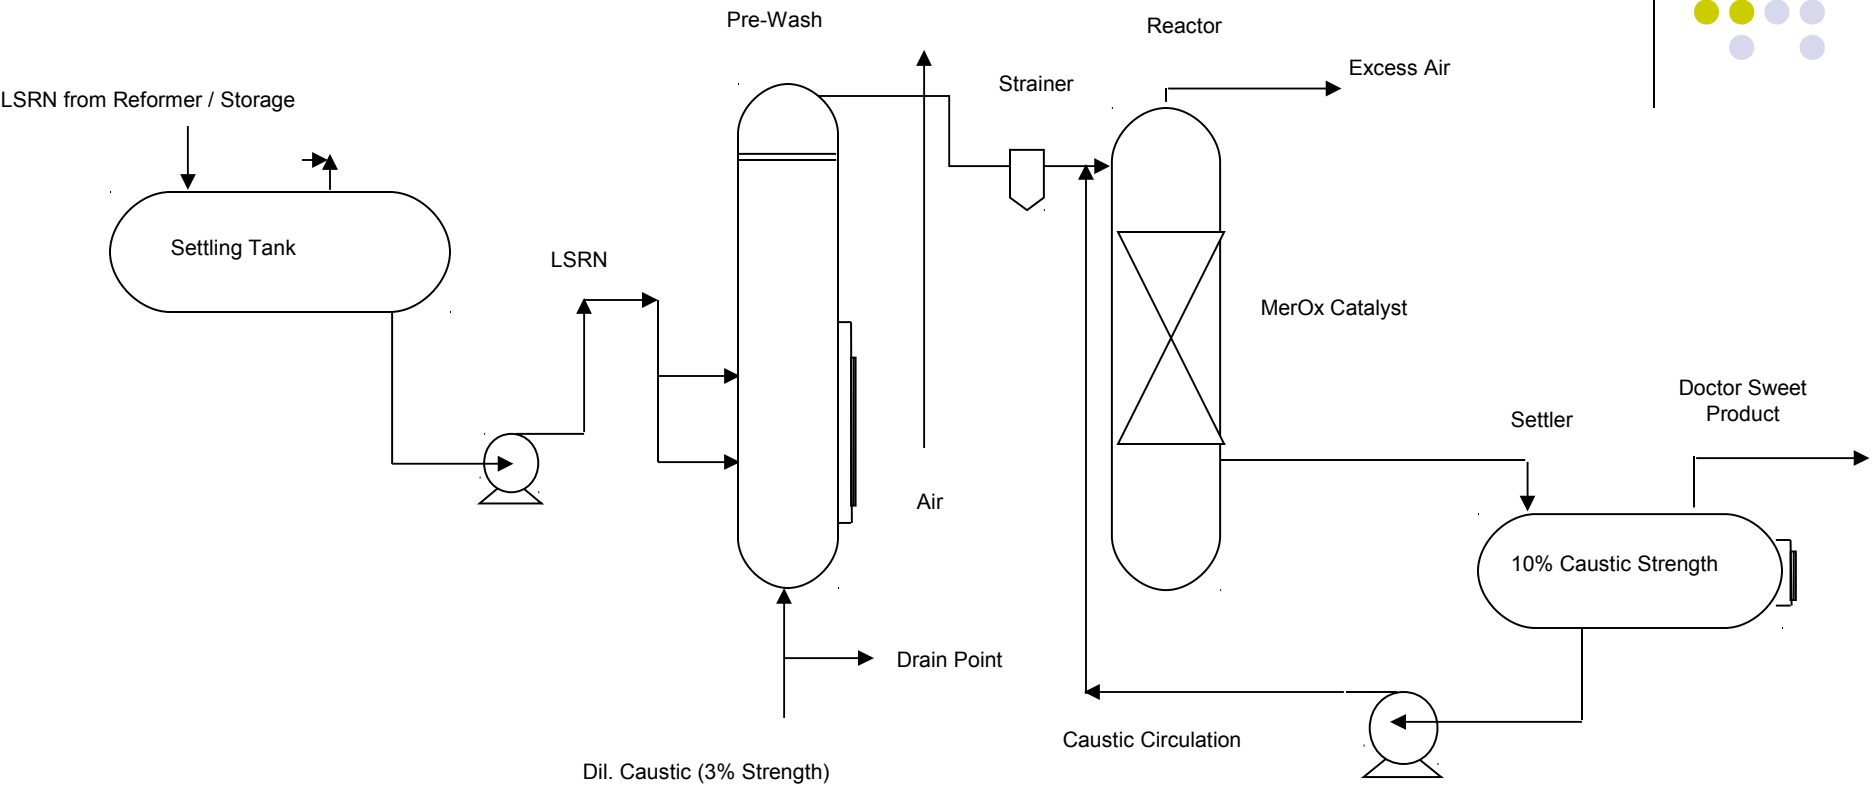 Pre-Wash
Reactor
Excess Air
Strainer
LSRN from Reformer / Storage
Settling Tank
LSRN
MerOx Catalyst
Doctor Sweet
Product
Settler
Air
10% Caustic Strength
Drain Point
Caustic Circulation
Dil. Caustic (3% Strength)